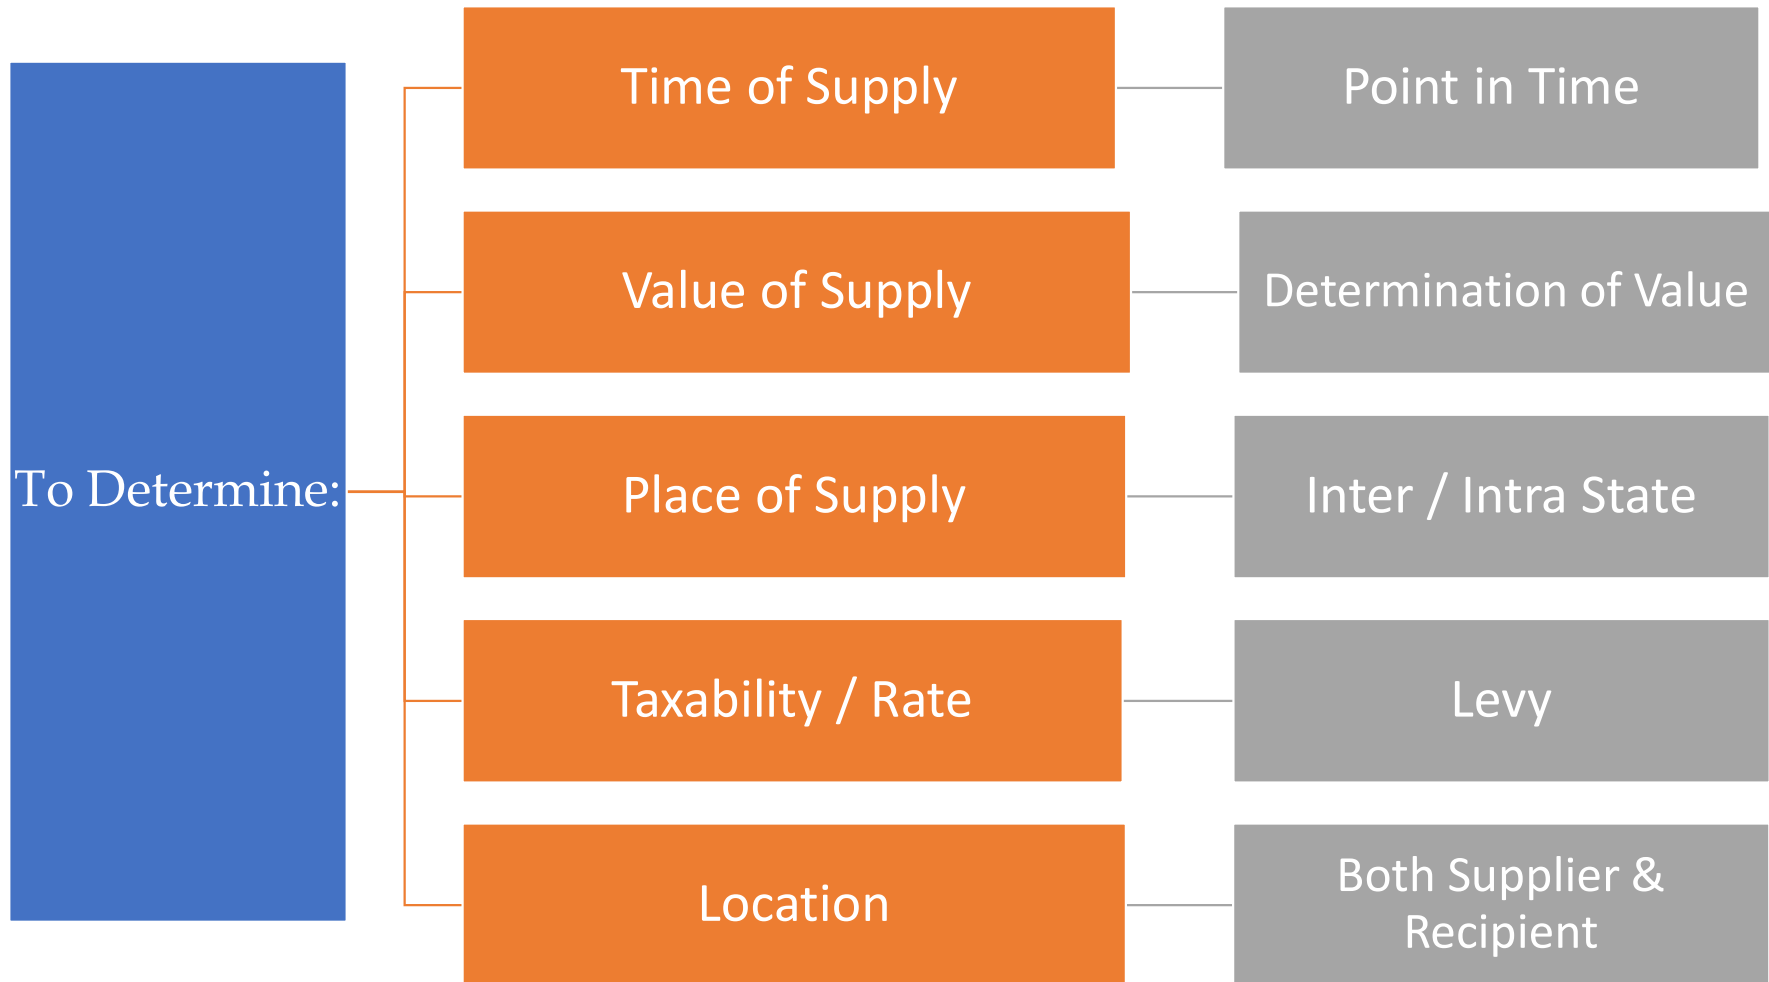 To Determine:
Time of Supply
Point in Time
Value of Supply
Determination of Value
Place of Supply
Inter / Intra State
Taxability / Rate
Levy
Location
Both Supplier &
Recipient